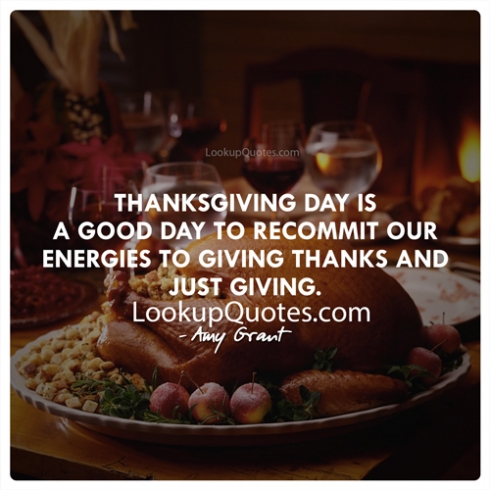 LookupQuotes.com
THANKSGIVING DAY IS
A GOOD DAY TO RECOMMIT OUR
ENERGIES TO GIVING THANKS AND
JUST GIVING.
LookupQuotes.com
- Amy Grant